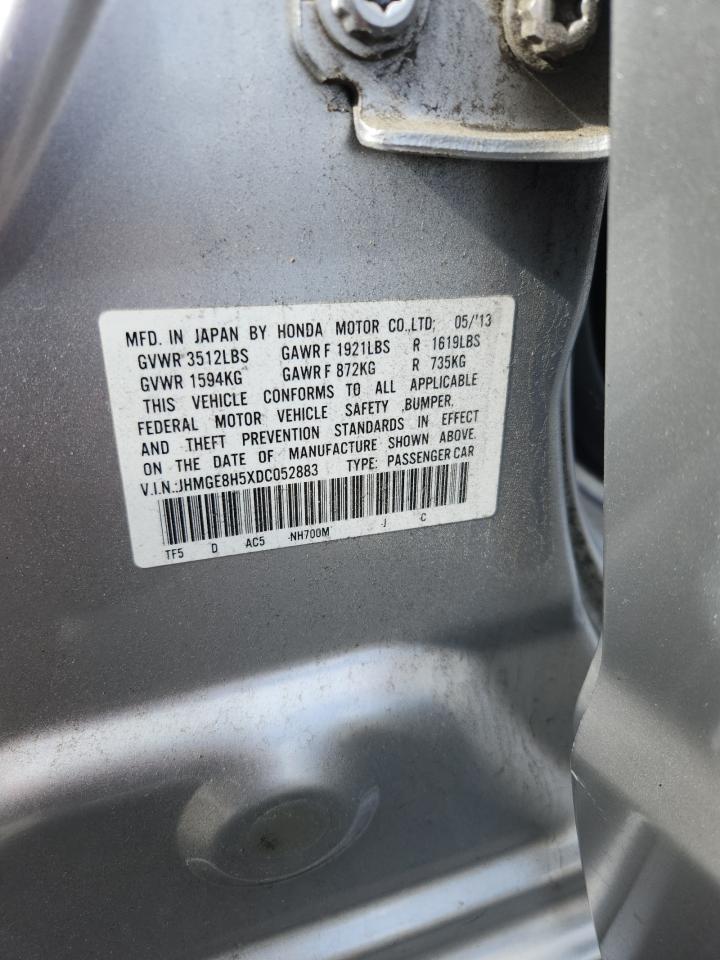 MFD. IN JAPAN BY HONDA MOTOR CO.,LTD; 05/'13
GVWR 3512LBS GAWR F 1921LBS R 1619LBS
GVWR 1594KG GAWR F 872KG R 735KG
THIS VEHICLE CONFORMS TO ALL APPLICABLE
FEDERAL MOTOR VEHICLE SAFETY ,BUMPER,
AND THEFT PREVENTION STANDARDS IN EFFECT
ON THE DATE OF MANUFACTURE SHOWN ABOVE.
V.I.N.:JHMGE8H5XDC052883 TYPE: PASSENGER CAR
TF5 D AC5 -NH700M -J -C